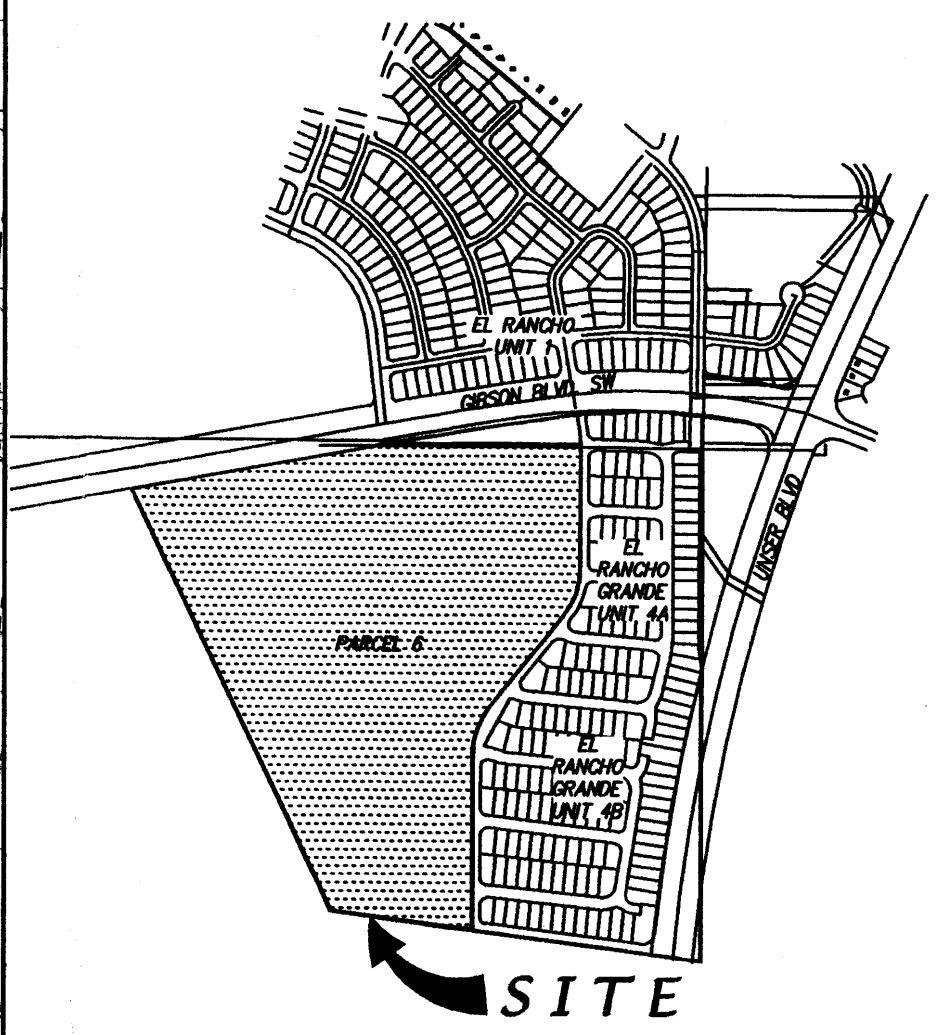 EL RANCHO
UNIT 1
GIBSON BLVD. SW
UNSER BLVD
EL
RANCHO
GRANDE
UNIT 4A
PARCEL 6
EL
RANCHO
GRANDE
UNIT 4B
SITE